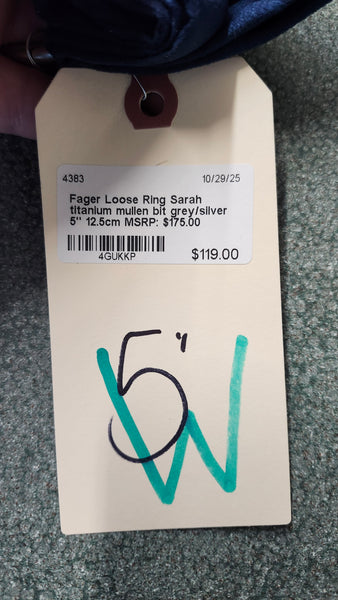 4383 10/29/25
Fager Loose Ring Sarah
titanium mullen bit grey/silver
5" 12.5cm MSRP: $175.00
4GUKKP $119.00
5"
W